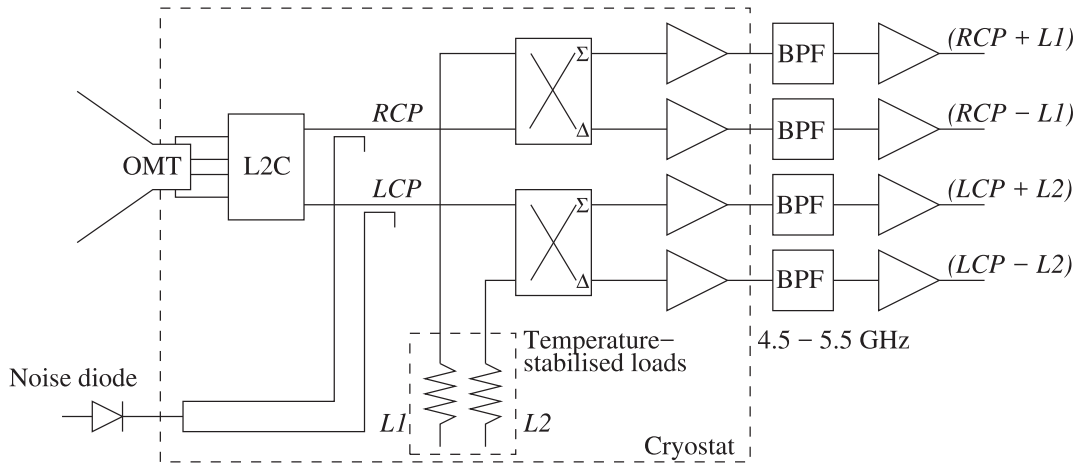 (RCP + L1)
BPF
Σ
RCP
(RCP − L1)
Δ
BPF
OMT
L2C
LCP
(LCP + L2)
Σ
BPF
(LCP − L2)
Δ
BPF
Temperature−
stabilised loads
4.5 − 5.5 GHz
Noise diode
L1
L2
Cryostat